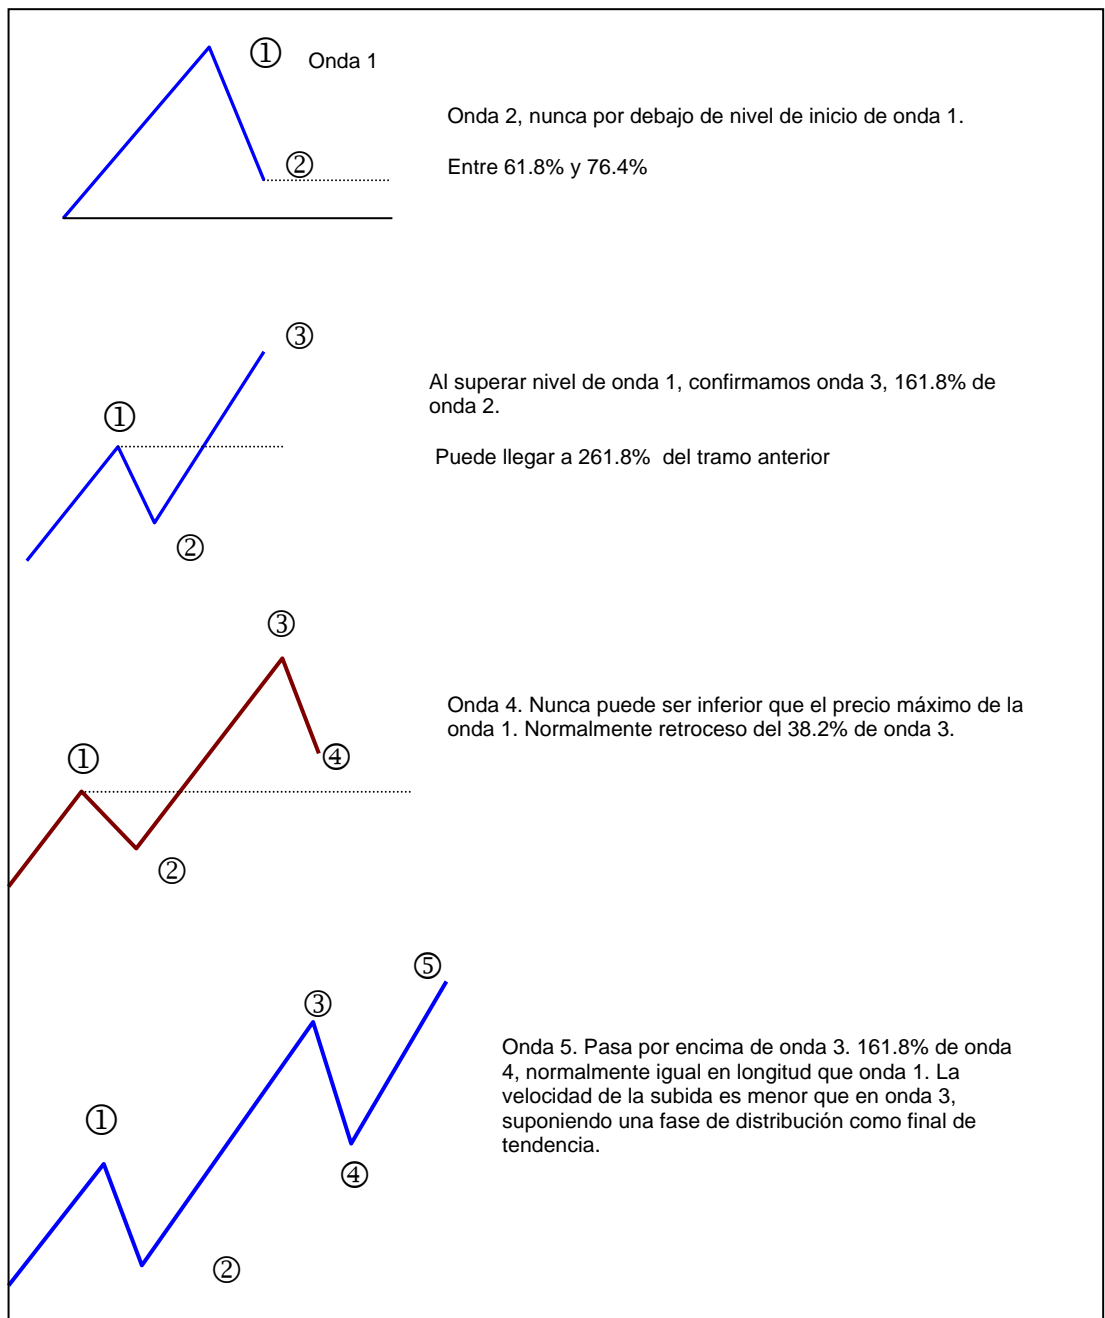 ① Onda 1
Onda 2, nunca por debajo de nivel de inicio de onda 1.
②
Entre 61.8% y 76.4%
③
Al superar nivel de onda 1, confirmamos onda 3, 161.8% de
onda 2.
①
Puede llegar a 261.8% del tramo anterior
②
③
Onda 4. Nunca puede ser inferior que el precio máximo de la
onda 1. Normalmente retroceso del 38.2% de onda 3.
①
④
②
⑤
③
Onda 5. Pasa por encima de onda 3. 161.8% de onda
4, normalmente igual en longitud que onda 1. La
velocidad de la subida es menor que en onda 3,
suponiendo una fase de distribución como final de
tendencia.
①
④
②